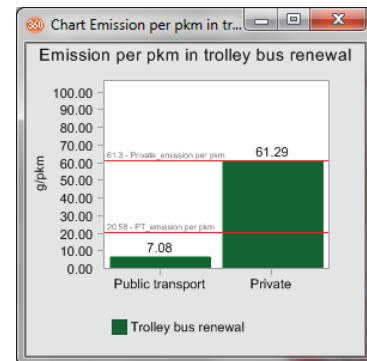 360 Chart Emission per pkm in tr...
Emission per pkm in trolley bus renewal
100.00
90.00
80.00
70.00
60.00
50.00
40.00
30.00
20.00
10.00
0.00
g/pkm
61.3 - Private_emission per pkm
61.29
20.58 - PT_emission per pkm
7.08
Public transport
Private
Trolley bus renewal